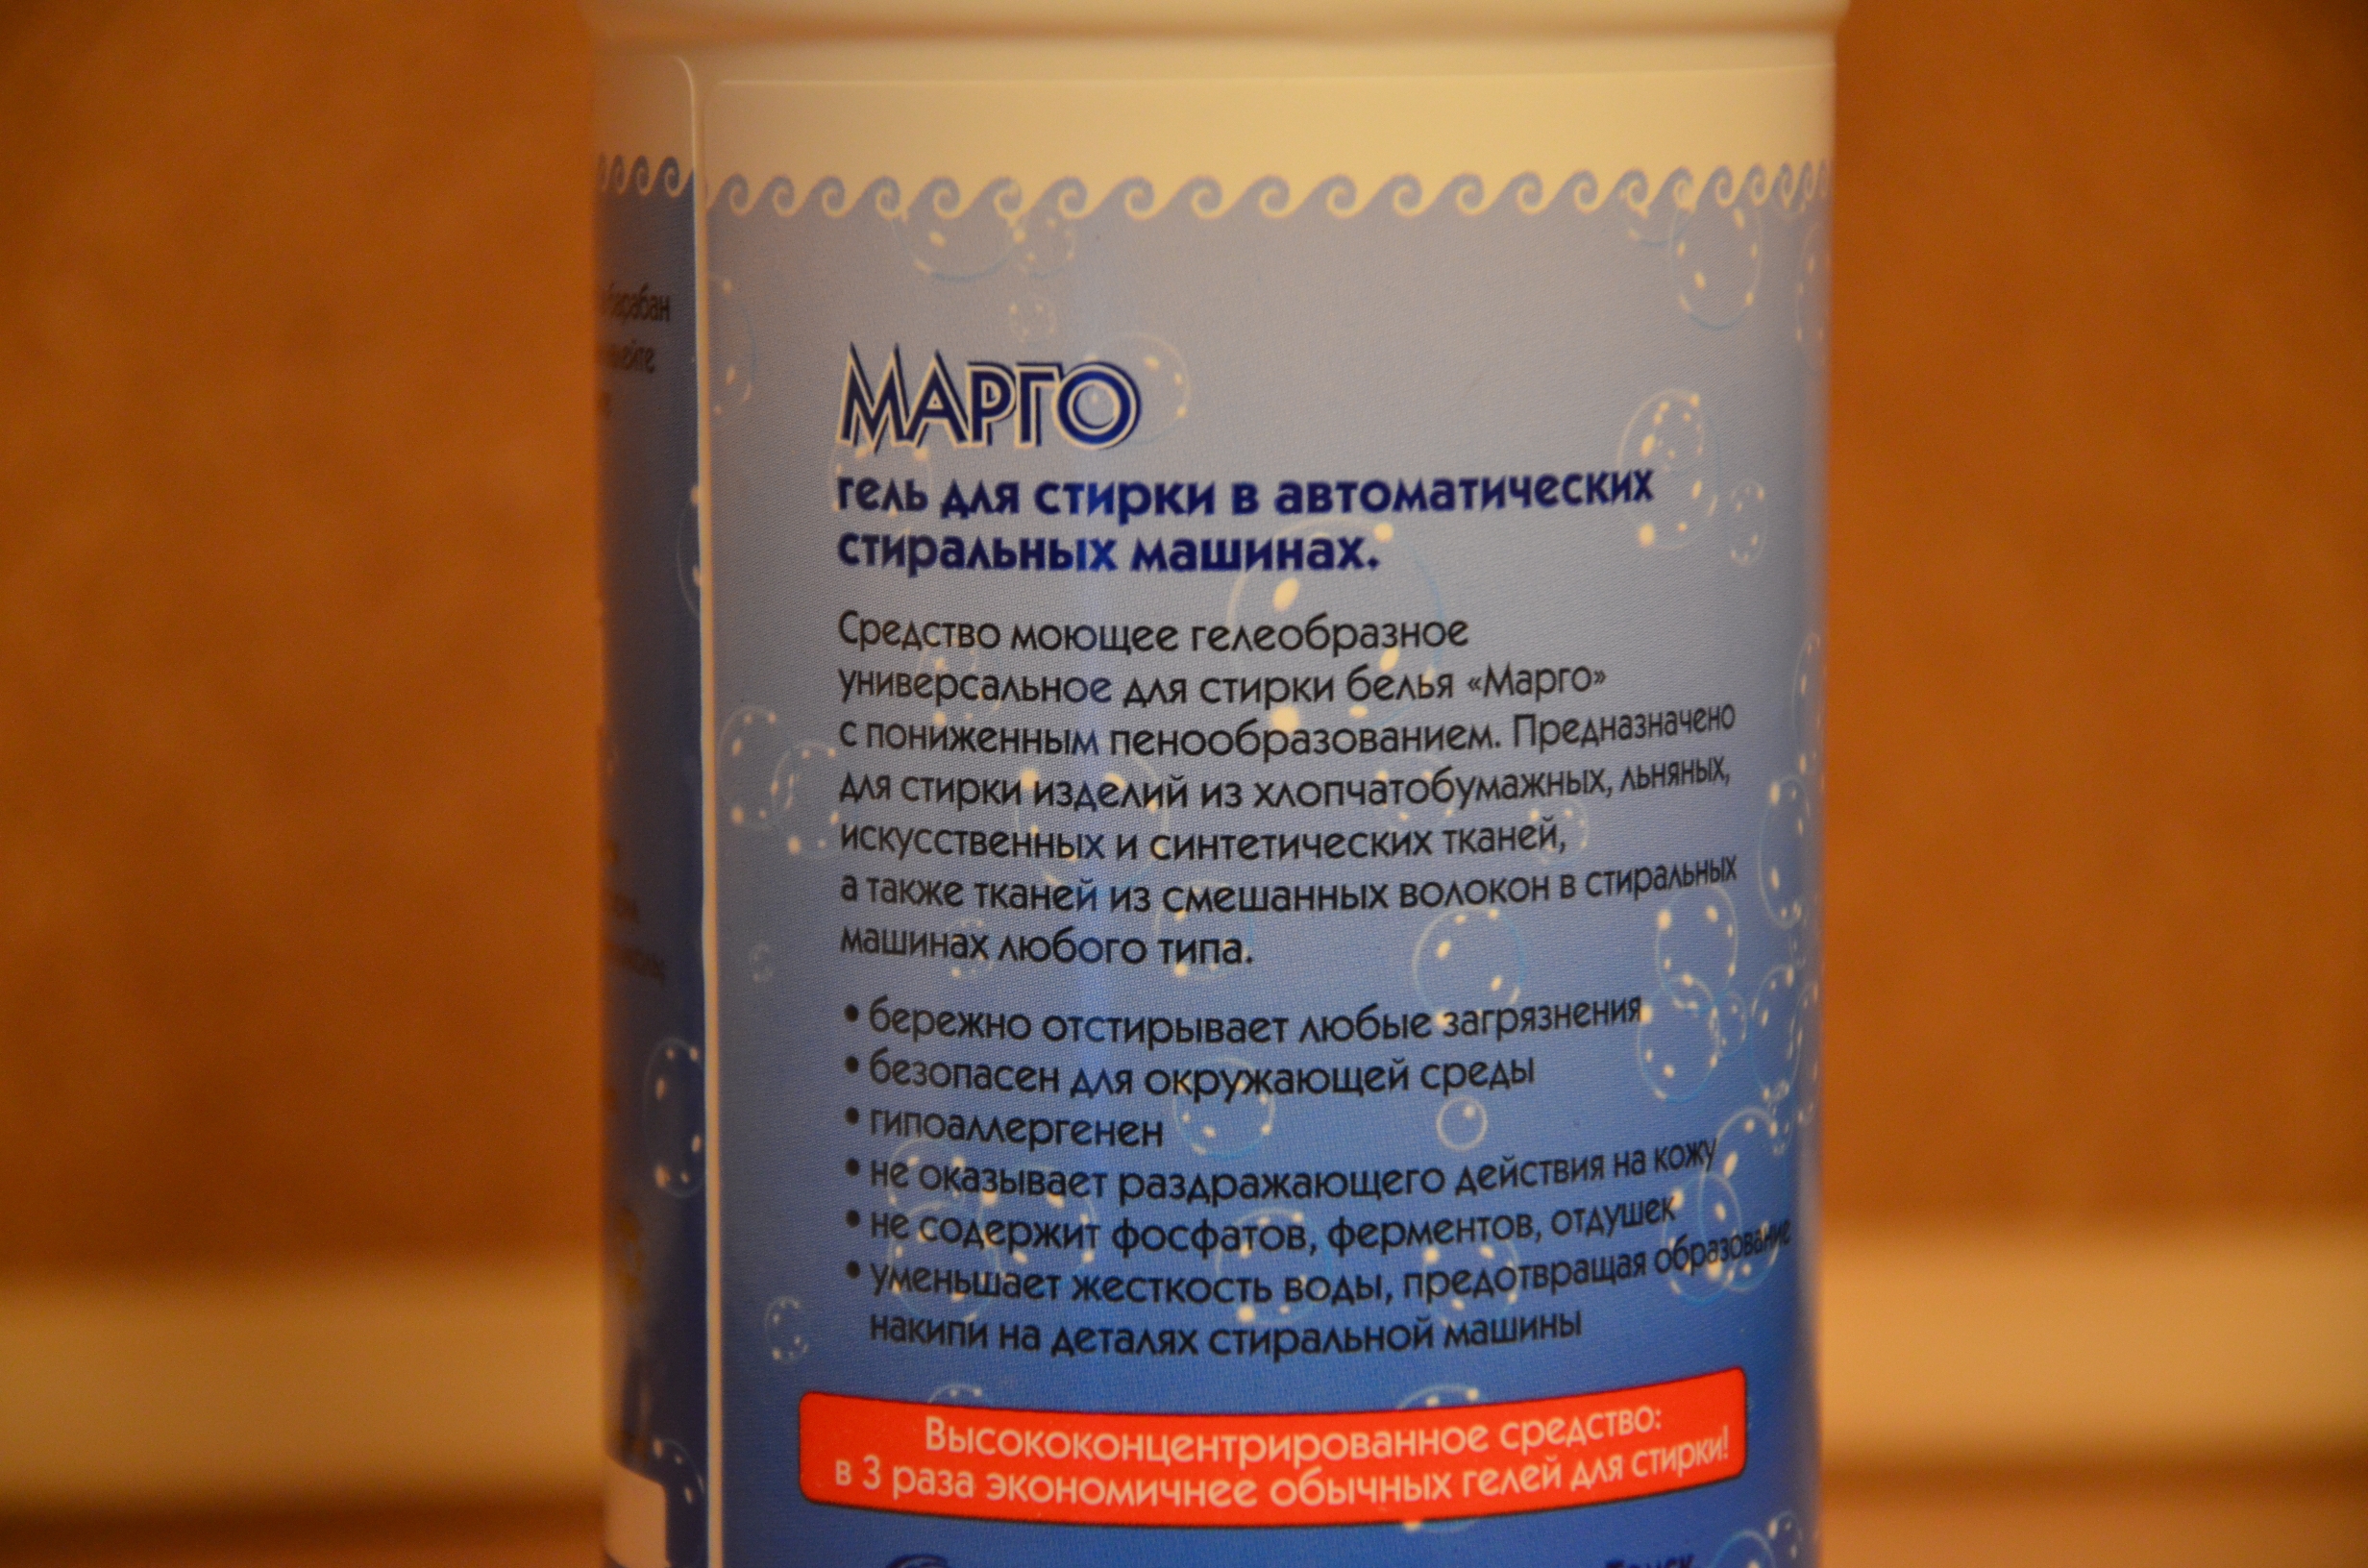 МАРГО
гель для стирки в автоматических
стиральных машинах.
Средство моющее гелеобразное
универсальное для стирки белья «Марго»
с пониженным пенообразованием. Предназначено
для стирки изделий из хлопчатобумажных, льняных,
искусственных и синтетических тканей,
а также тканей из смешанных волокон в стиральных
машинах любого типа.
• бережно отстирывает любые загрязнения
• безопасен для окружающей среды
• гипоаллергенен
• не оказывает раздражающего действия на кожу
• не содержит фосфатов, ферментов, отдушек
• уменьшает жесткость воды, предотвращая образование
накипи на деталях стиральной машины
Высококонцентрированное средство:
в 3 раза экономичнее обычных гелей для стирки!
барабан